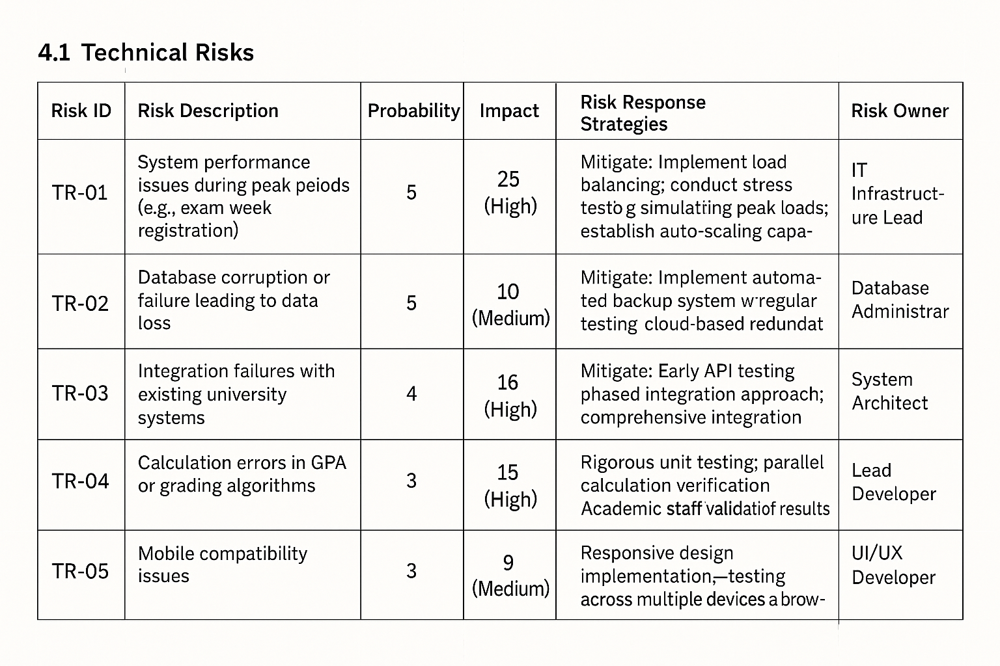 4.1 Technical Risks
Risk ID
Risk Description
Probability
Impact
Risk Response
Strategies
Risk Owner
TR-01
System performance
issues during peak peiods
(e.g., exam week
registration)
5
25
(High)
Mitigate: Implement load
balancing; conduct stress
testo g simulatiing peak loads;
establish auto-scaling capa-
IT
Infrastruct-
ure Lead
TR-02
Database corruption or
failure leading to data
loss
5
10
(Medium)
Mitigate: Implement automa-
ted backup system w regular
testing cloud-based redundat
Database
Administrar
TR-03
Integration failures with
existing university
systems
4
16
(High)
Mitigate: Early API testing
phased integration approach;
comprehensive integration
System
Architect
TR-04
Calculation errors in GPA
or grading algorithms
3
15
(High)
Rigorous unit testing; parallel
calculation verification
Academic staff validatiof results
Lead
Developer
TR-05
Mobile compatibility
issues
3
9
(Medium)
Responsive design
implementation,—testing
across multiple devices a brow-
UI/UX
Developer